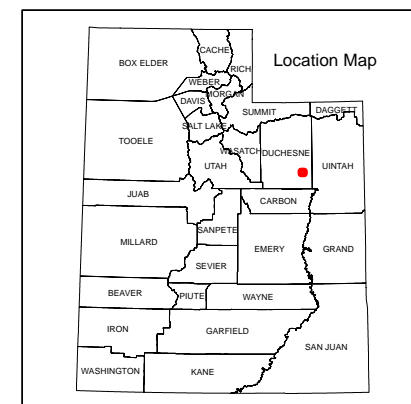 Location Map
CACHE
BOX ELDER
RICH
WEBER
MORGAN
DAVIS
SUMMIT
DAGGETT
SALT LAKE
TOOELE
WASATCH
DUCHESNE
UTAH
UINTAH
JUAB
CARBON
SANPETE
MILLARD
EMERY
GRAND
SEVIER
BEAVER
PIUTE
WAYNE
IRON
GARFIELD
SAN JUAN
WASHINGTON
KANE